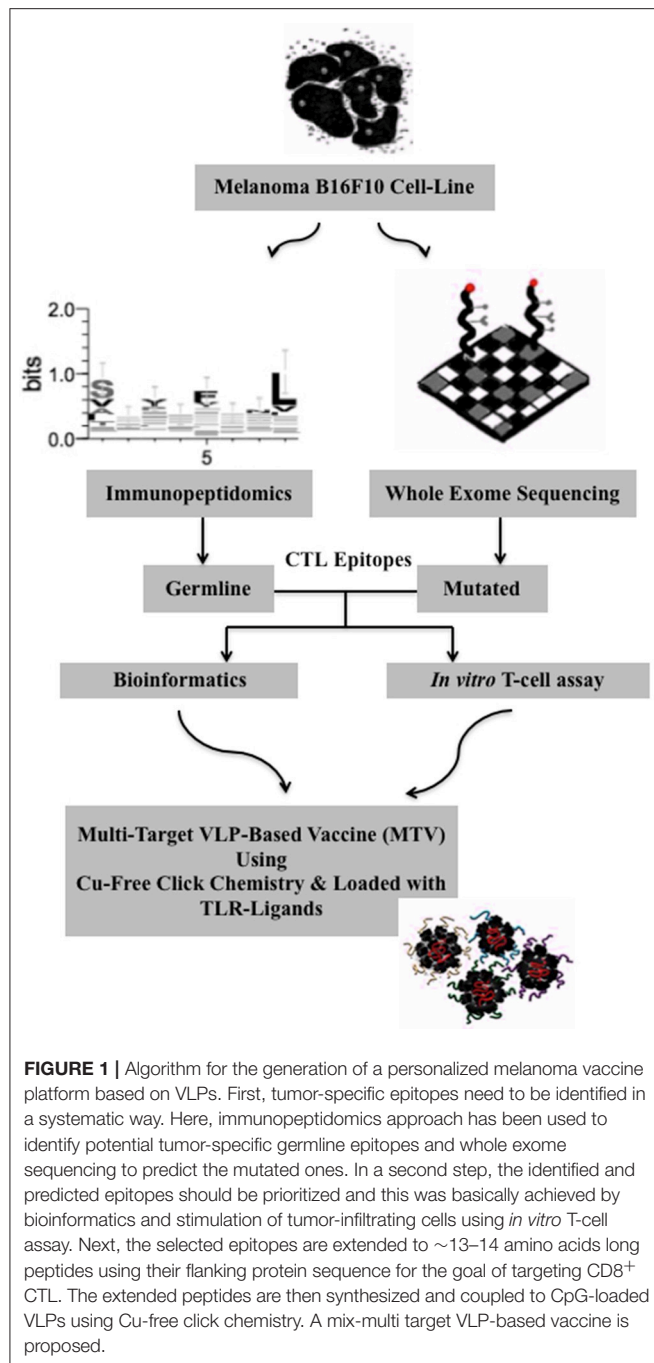 Melanoma B16F10 Cell-Line
2.0
1.0
0.0
bits
S
L
5
Immunopeptidomics
Whole Exome Sequencing
CTL Epitopes
Germline
Mutated
Bioinformatics
In vitro T-cell assay
Multi-Target VLP-Based Vaccine (MTV)
Using
Cu-Free Click Chemistry & Loaded with
TLR-Ligands
FIGURE 1 | Algorithm for the generation of a personalized melanoma vaccine
platform based on VLPs. First, tumor-specific epitopes need to be identified in
a systematic way. Here, immunopeptidomics approach has been used to
identify potential tumor-specific germline epitopes and whole exome
sequencing to predict the mutated ones. In a second step, the identified and
predicted epitopes should be prioritized and this was basically achieved by
bioinformatics and stimulation of tumor-infiltrating cells using in vitro T-cell
assay. Next, the selected epitopes are extended to ∼13–14 amino acids long
peptides using their flanking protein sequence for the goal of targeting CD8+
CTL. The extended peptides are then synthesized and coupled to CpG-loaded
VLPs using Cu-free click chemistry. A mix-multi target VLP-based vaccine is
proposed.